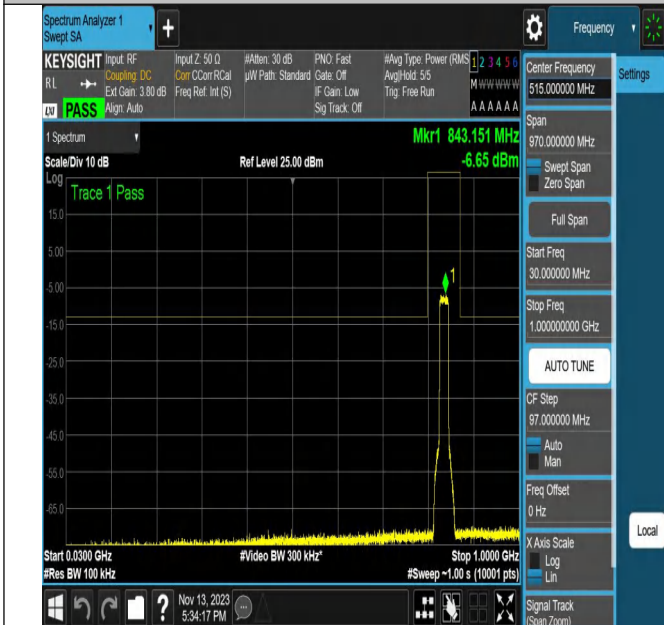 Spectrum Analyzer 1
Swept SA
+
Frequency
KEYSIGHT
RL
LXI
PASS
Input: RF
Coupling: DC
Ext Gain: 3.80 dB
Align: Auto
Input Z: 50 Ω
Corr CCorr RCal
Freq Ref: Int (S)
#Atten: 30 dB
µW Path: Standard
PNO: Fast
Gate: Off
IF Gain: Low
Sig Track: Off
#Avg Type: Power (RMS
Avg|Hold: 5/5
Trig: Free Run
1 2 3 4 5 6
M W W W W W
A A A A A A
1 Spectrum
Scale/Div 10 dB
Log
Ref Level 25.00 dBm
Mkr1 843.151 MHz
-6.65 dBm
Trace 1 Pass
15.0
5.00
-5.00
-15.0
-25.0
-35.0
-45.0
-55.0
-65.0
1
Start 0.0300 GHz
#Res BW 100 kHz
#Video BW 300 kHz*
Stop 1.0000 GHz
#Sweep ~1.00 s (10001 pts)
Center Frequency
515.000000 MHz
Span
970.000000 MHz
Swept Span
Zero Span
Full Span
Start Freq
30.000000 MHz
Stop Freq
1.000000000 GHz
AUTO TUNE
CF Step
97.000000 MHz
Auto
Man
Freq Offset
0 Hz
X Axis Scale
Log
Lin
Signal Track
(Span Zoom)
Settings
Local
?
Nov 13, 2023
5:34:17 PM